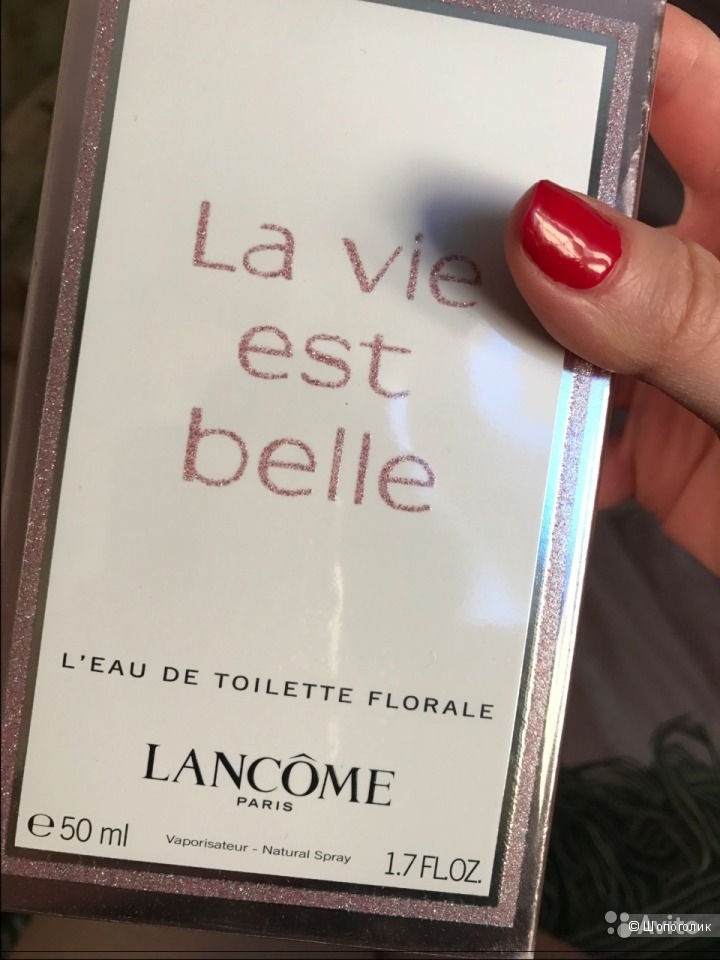 La vie
est
belle
L'EAU DE TOILETTE FLORALE
LANCÔME
PARIS
℮ 50 ml
Vaporisateur - Natural Spray
1.7 FL.OZ.
Avito
© Шопоголик